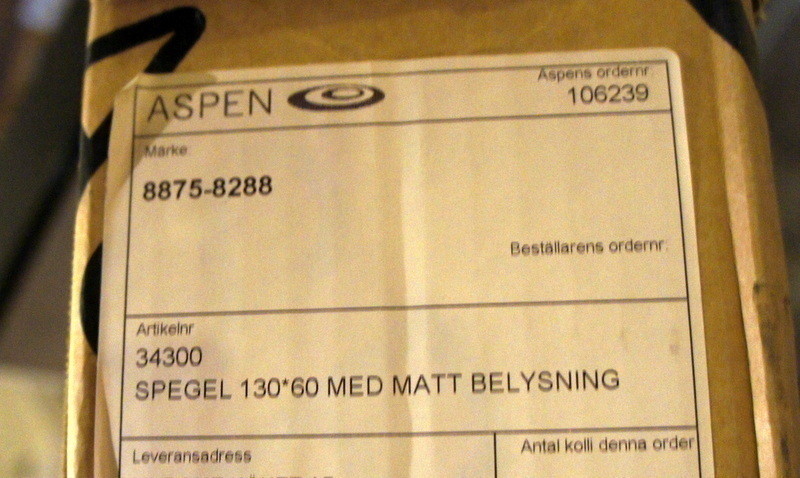 ASPEN
Aspens ordernr
106239
Märke
8875-8288
Beställarens ordernr:
Artikelnr
34300
SPEGEL 130*60 MED MATT BELYSNING
Leveransadress
Antal kolli denna order